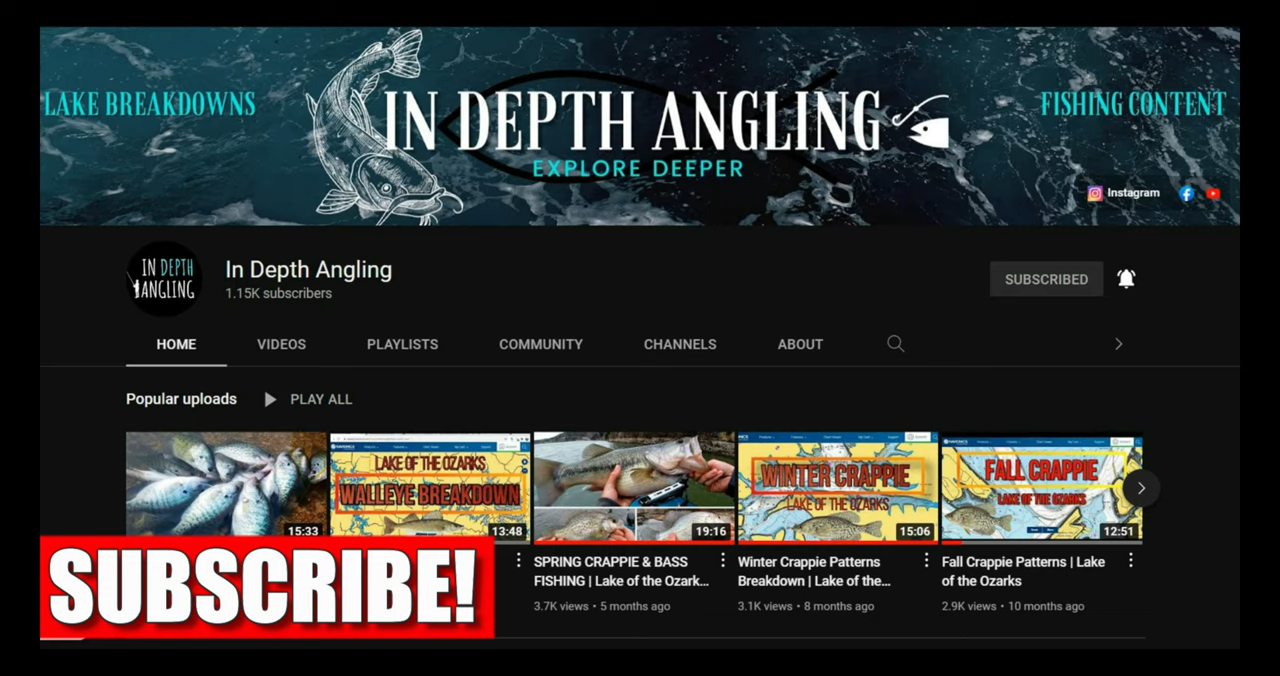 LAKE BREAKDOWNS
IN DEPTH ANGLING
EXPLORE DEEPER
FISHING CONTENT
Instagram
IN DEPTH
ANGLING
In Depth Angling
1.15K subscribers
SUBSCRIBED
HOME VIDEOS PLAYLISTS COMMUNITY CHANNELS ABOUT
Popular uploads PLAY ALL
15:33
LAKE OF THE OZARKS
WALLEYE BREAKDOWN
13:48
19:16
WINTER CRAPPIE
LAKE OF THE OZARKS
15:06
FALL CRAPPIE
LAKE OF THE OZARKS
12:51
SUBSCRIBE!
SPRING CRAPPIE & BASS
FISHING | Lake of the Ozark...
3.7K views • 5 months ago
Winter Crappie Patterns
Breakdown | Lake of the...
3.1K views • 8 months ago
Fall Crappie Patterns | Lake
of the Ozarks
2.9K views • 10 months ago